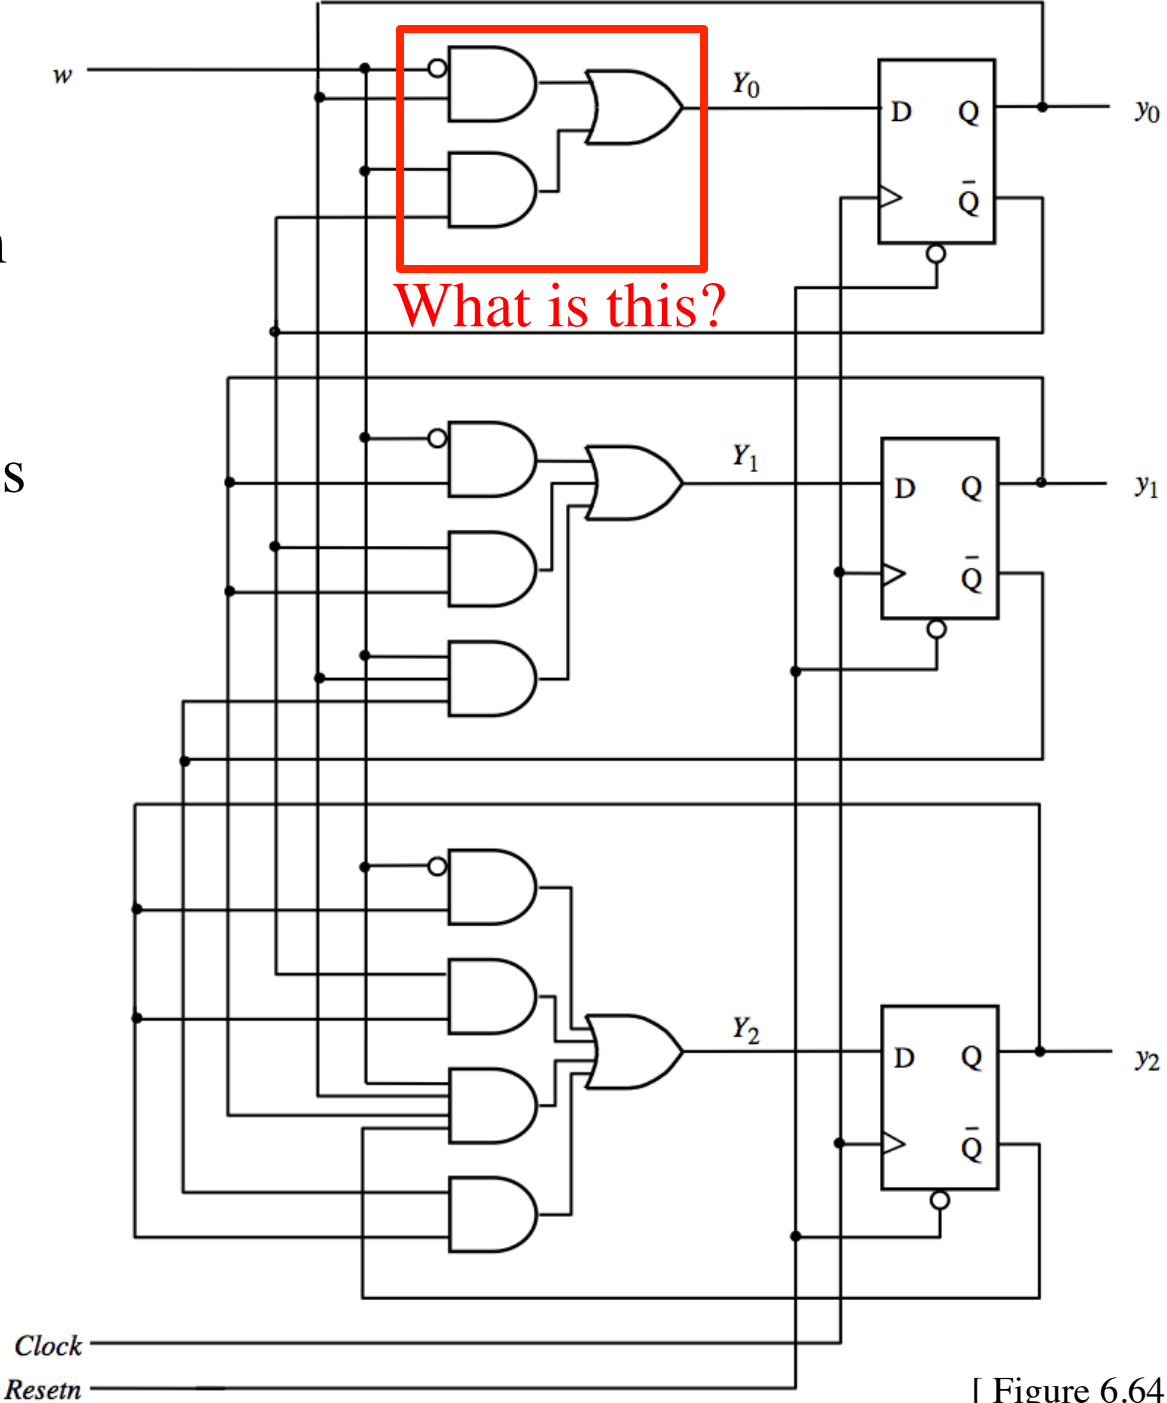 w
Y0
D Q
y0
Q̄
n
What is this?
Y1
s
D Q
y1
Q̄
Y2
D Q
y2
Q̄
Clock
Resetn
[ Figure 6.64